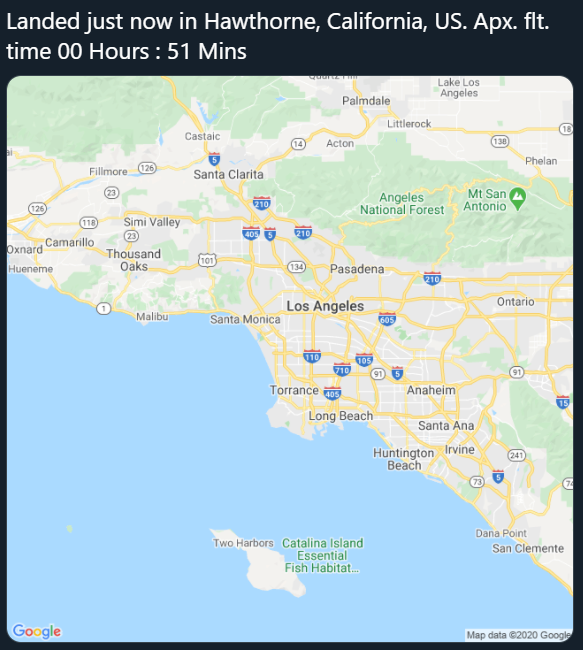 Landed just now in Hawthorne, California, US. Apx. flt.
time 00 Hours : 51 Mins
Lake Los
Angeles
Palmdale
Littlerock
18
138
Castaic
14
Acton
5
Phelan
Fillmore
126
Santa Clarita
23
210
Angeles
National Forest
Mt San
Antonio
126
118
Simi Valley
23
405
5
210
Oxnard
Camarillo
Thousand
Oaks
101
134
Pasadena
Hueneme
210
1
Malibu
Los Angeles
Ontario
Santa Monica
605
110
105
710
91
5
91
Torrance
405
Anaheim
15
Long Beach
Santa Ana
Huntington
Beach
Irvine
241
5
73
74
Dana Point
San Clemente
Two Harbors
Catalina Island
Essential
Fish Habitat...
Google
Map data ©2020 Google